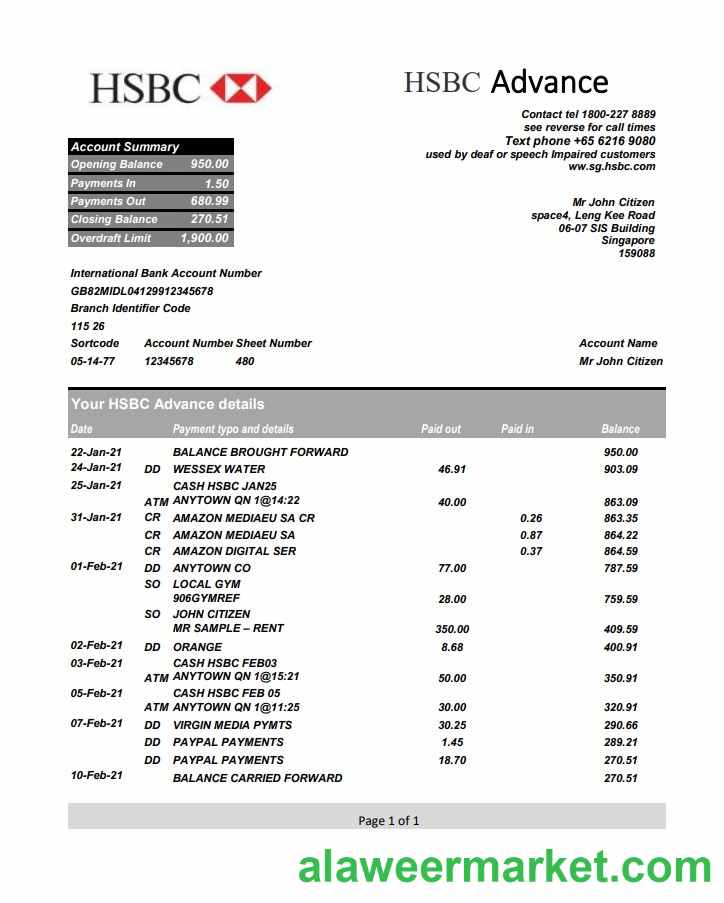 HSBC
HSBC Advance
Contact tel 1800-227 8889
see reverse for call times
Text phone +65 6216 9080
used by deaf or speech Impaired customers
ww.sg.hsbc.com
Account Summary
Opening Balance 950.00
Payments In 1.50
Payments Out 680.99
Closing Balance 270.51
Overdraft Limit 1,900.00
Mr John Citizen
space4, Leng Kee Road
06-07 SIS Building
Singapore
159088
International Bank Account Number
GB82MIDL04129912345678
Branch Identifier Code
115 26
Sortcode Account Number Sheet Number Account Name
05-14-77 12345678 480 Mr John Citizen
Your HSBC Advance details
Date Payment typo and details Paid out Paid in Balance
22-Jan-21 BALANCE BROUGHT FORWARD 950.00
24-Jan-21 DD WESSEX WATER 46.91 903.09
25-Jan-21 CASH HSBC JAN25
ATM ANYTOWN QN 1@14:22 40.00 863.09
31-Jan-21 CR AMAZON MEDIAEU SA CR 0.26 863.35
CR AMAZON MEDIAEU SA 0.87 864.22
CR AMAZON DIGITAL SER 0.37 864.59
01-Feb-21 DD ANYTOWN CO 77.00 787.59
SO LOCAL GYM
906GYMREF 28.00 759.59
SO JOHN CITIZEN
MR SAMPLE – RENT 350.00 409.59
02-Feb-21 DD ORANGE 8.68 400.91
03-Feb-21 CASH HSBC FEB03
ATM ANYTOWN QN 1@15:21 50.00 350.91
05-Feb-21 CASH HSBC FEB 05
ATM ANYTOWN QN 1@11:25 30.00 320.91
07-Feb-21 DD VIRGIN MEDIA PYMTS 30.25 290.66
DD PAYPAL PAYMENTS 1.45 289.21
DD PAYPAL PAYMENTS 18.70 270.51
10-Feb-21 BALANCE CARRIED FORWARD 270.51
Page 1 of 1
alaweermarket.com